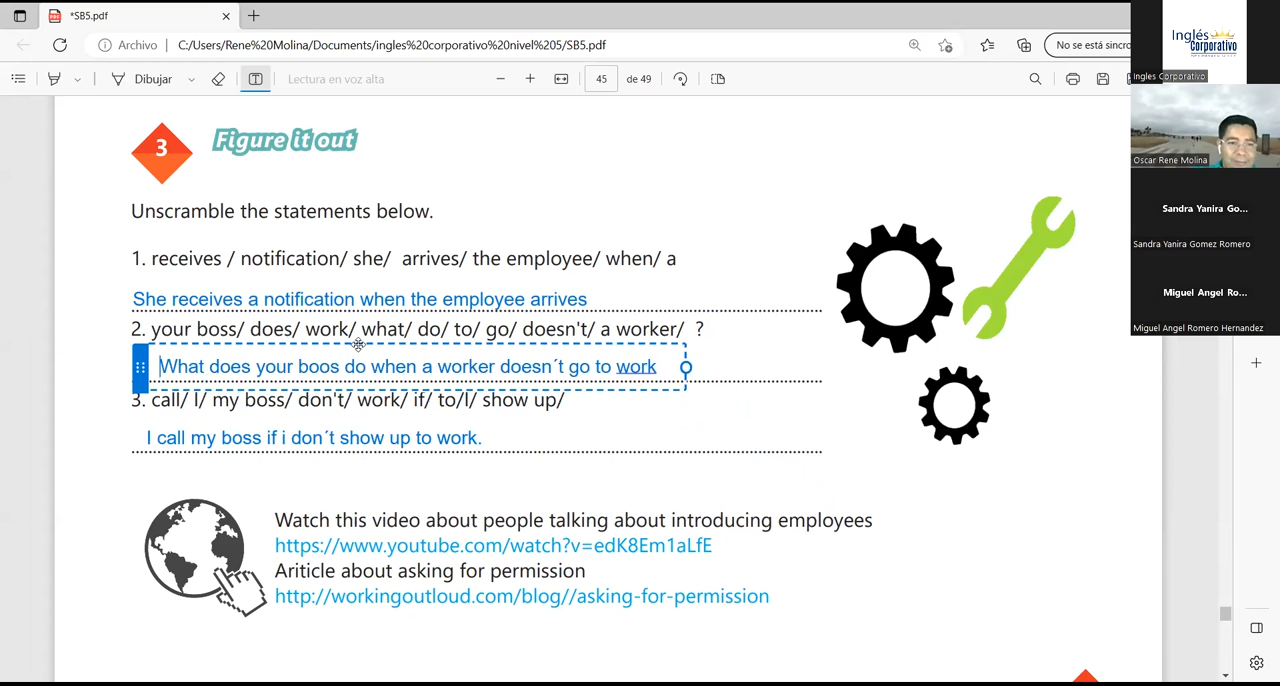 *SB5.pdf
Archivo
C:/Users/Rene%20Molina/Documents/ingles%20corporativo%20nivel%205/SB5.pdf
No se está sincro
Dibujar
Lectura en voz alta
45
de 49
Inglés
Corporativo
Ingles Corporativo
Oscar René Molina
Sandra Yanira Go...
Sandra Yanira Gomez Romero
Miguel Angel Ro...
Miguel Angel Romero Hernandez
3
Figure it out
Unscramble the statements below.
1. receives / notification/ she/ arrives/ the employee/ when/ a
She receives a notification when the employee arrives
2. your boss/ does/ work/ what/ do/ to/ go/ doesn't/ a worker/ ?
What does your boos do when a worker doesn´t go to work
3. call/ I/ my boss/ don't/ work/ if/ to/I/ show up/
I call my boss if i don´t show up to work.
Watch this video about people talking about introducing employees
https://www.youtube.com/watch?v=edK8Em1aLfE
Ariticle about asking for permission
http://workingoutloud.com/blog//asking-for-permission